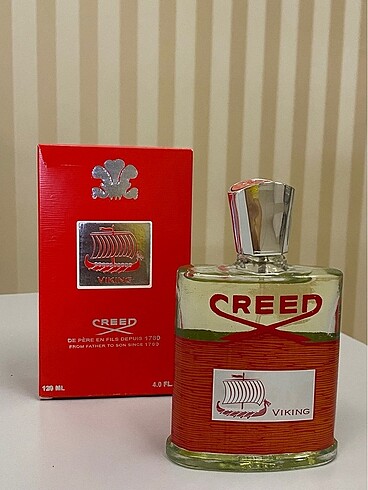 VIKING
CREED
DE PÈRE EN FILS DEPUIS 1760
FROM FATHER TO SON SINCE 1760
120 ML
4.0 FL.
CREED
VIKING